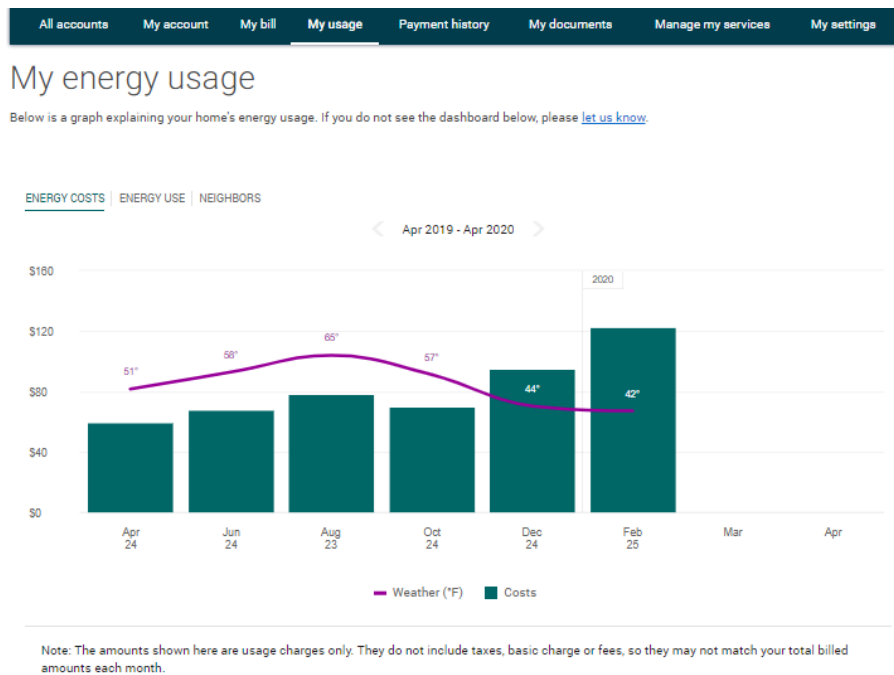 All accounts My account My bill My usage Payment history My documents Manage my services My settings
My energy usage
Below is a graph explaining your home's energy usage. If you do not see the dashboard below, please let us know.
ENERGY COSTS ENERGY USE NEIGHBORS
Apr 2019 - Apr 2020
$160
2020
$120
65°
58°
57°
51°
$80
44°
42°
$40
$0
Apr Jun Aug Oct Dec Feb Mar Apr
24 24 23 24 24 25
Weather (°F) Costs
Note: The amounts shown here are usage charges only. They do not include taxes, basic charge or fees, so they may not match your total billed
amounts each month.